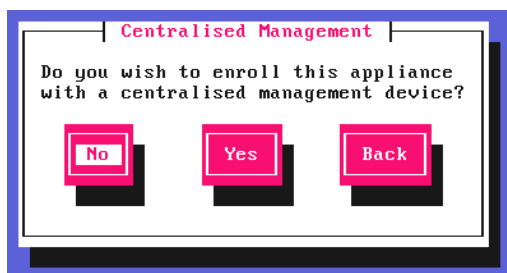 Centralised Management
Do you wish to enroll this appliance
with a centralised management device?
No Yes Back